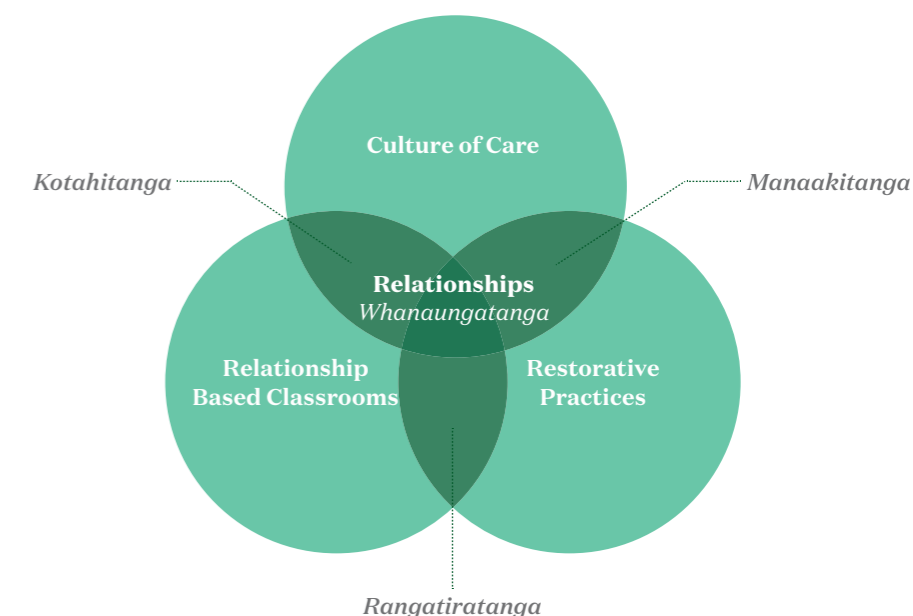 Culture of Care
Kotahitanga
Manaakitanga
Relationships
Whanaungatanga
Relationship
Based Classrooms
Restorative
Practices
Rangatiratanga